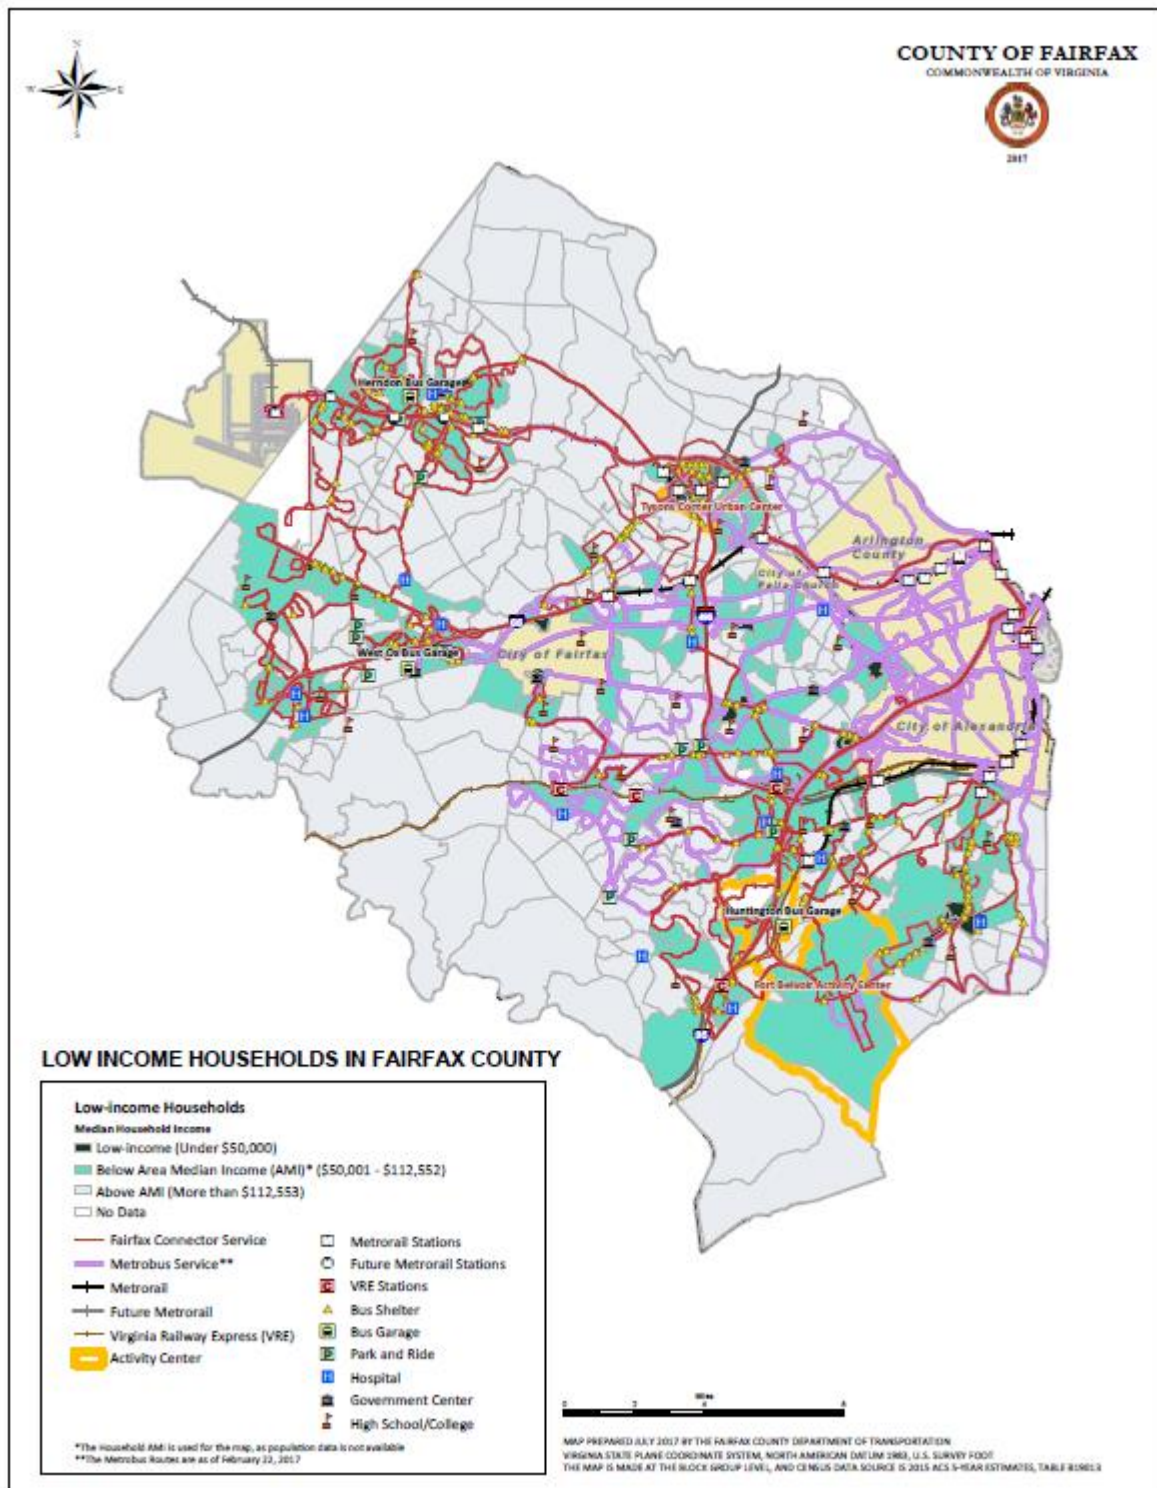 N
W
E
S
COUNTY OF FAIRFAX
COMMONWEALTH OF VIRGINIA
2017
Herndon Bus Garage
Tysons Corner Urban Center
Arlington
County
City of
Falls Church
West Ox Bus Garage
City of Fairfax
City of Alexandria
Huntington Bus Garage
Fort Belvoir Activity Center
LOW INCOME HOUSEHOLDS IN FAIRFAX COUNTY
Low-income Households
Median Household Income
Low-income (Under $50,000)
Below Area Median Income (AMI)* ($50,001 - $112,552)
Above AMI (More than $112,553)
No Data
Fairfax Connector Service
Metrobus Service**
Metrorail
Future Metrorail
Virginia Railway Express (VRE)
Activity Center
Metrorail Stations
Future Metrorail Stations
VRE Stations
Bus Shelter
Bus Garage
Park and Ride
Hospital
Government Center
High School/College
*The Household AMI is used for the map, as population data is not available
**The Metrobus Routes are as of February 22, 2017
Miles
0 2 4 8
MAP PREPARED JULY 2017 BY THE FAIRFAX COUNTY DEPARTMENT OF TRANSPORTATION
VIRGINIA STATE PLANE COORDINATE SYSTEM, NORTH AMERICAN DATUM 1983, U.S. SURVEY FOOT
THE MAP IS MADE AT THE BLOCK GROUP LEVEL, AND CENSUS DATA SOURCE IS 2015 ACS 5-YEAR ESTIMATES, TABLE B19013